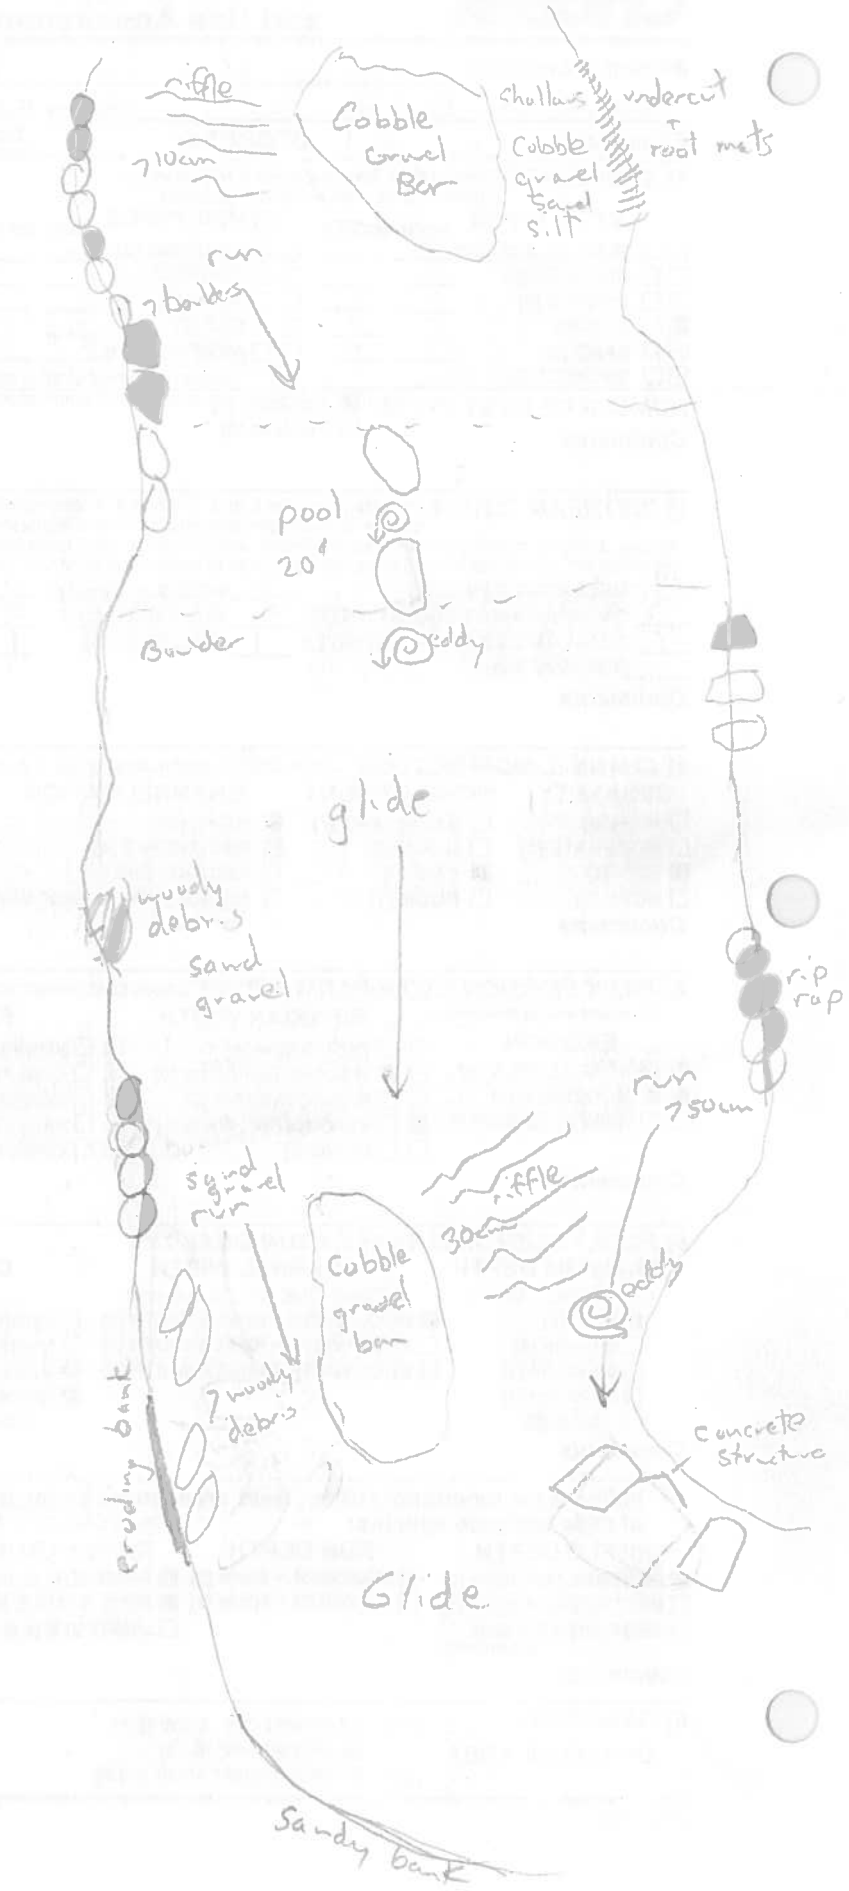 riffle
Cobble
Gravel
Bar
shallows
undercut
root mats
Cobble
gravel
Sand
silt
>10cm
run
> boulders
pool
20'
eddy
Boulder
glide
woody
debris
sand
gravel
rip
rap
run
>50cm
riffle
30cm
sand
gravel
run
Cobble
gravel
bar
eddy
> woody
debris
eroding bank
Concrete
structure
Glide
Sandy bank